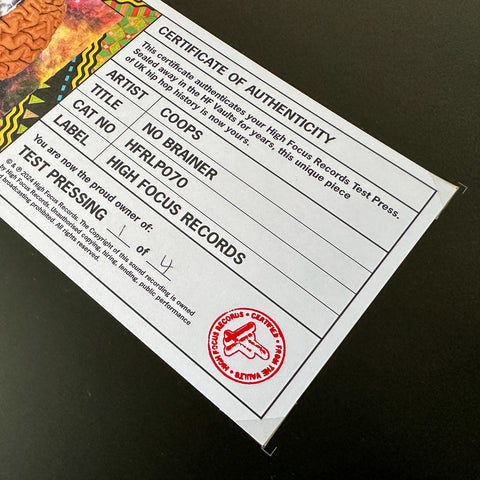 CERTIFICATE OF AUTHENTICITY
This certificate authenticates your High Focus Records Test Press.
Sealed away in the HF Vaults for years, this unique piece
of UK hip hop history is now yours.
ARTIST COOPS
TITLE NO BRAINER
CAT NO HFRLP070
LABEL HIGH FOCUS RECORDS
You are now the proud owner of:
TEST PRESSING 1 of 4
© & ℗ 2024 High Focus Records. The Copyright of this sound recording is owned
by High Focus Records. Unauthorised copying, hiring, lending, public performance
and broadcasting prohibited. All rights reserved.
HIGH FOCUS RECORDS • CERTIFIED • FROM THE VAULTS •